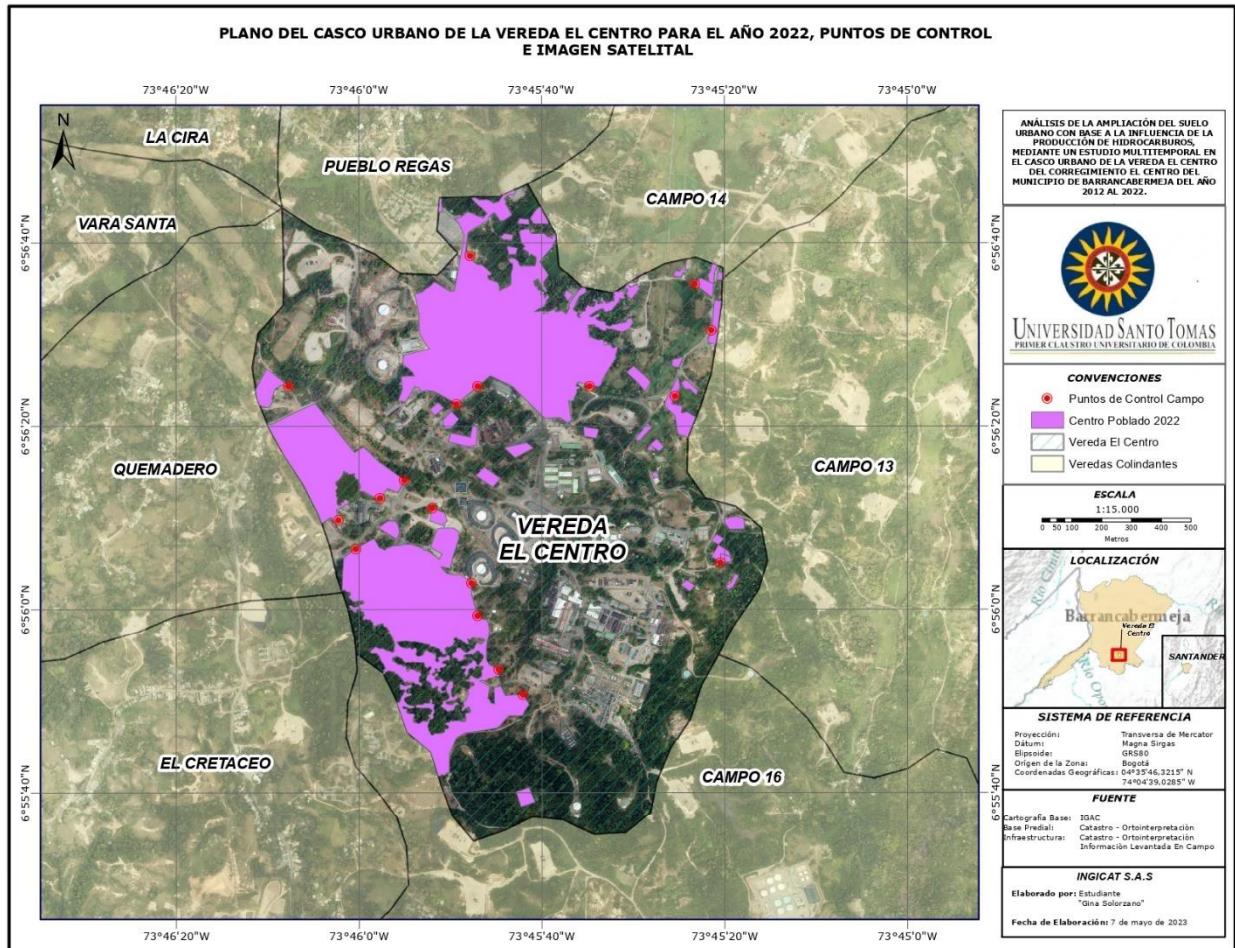 PLANO DEL CASCO URBANO DE LA VEREDA EL CENTRO PARA EL AÑO 2022, PUNTOS DE CONTROL
E IMAGEN SATELITAL
73°46'20"W 73°46'0"W 73°45'40"W 73°45'20"W 73°45'0"W
N
LA CIRA
PUEBLO REGAS
CAMPO 14
VARA SANTA
6°56'40"N 6°56'40"N
6°56'20"N 6°56'20"N
QUEMADERO
CAMPO 13
VEREDA
EL CENTRO
6°56'0"N 6°56'0"N
EL CRETACEO
CAMPO 16
6°55'40"N 6°55'40"N
73°46'20"W 73°46'0"W 73°45'40"W 73°45'20"W 73°45'0"W
ANÁLISIS DE LA AMPLIACIÓN DEL SUELO
URBANO CON BASE A LA INFLUENCIA DE LA
PRODUCCIÓN DE HIDROCARBUROS,
MEDIANTE UN ESTUDIO MULTITEMPORAL EN
EL CASCO URBANO DE LA VEREDA EL CENTRO
DEL CORREGIMIENTO EL CENTRO DEL
MUNICIPIO DE BARRANCABERMEJA DEL AÑO
2012 AL 2022.
UNIVERSIDAD SANTO TOMAS
PRIMER CLAUSTRO UNIVERSITARIO DE COLOMBIA
CONVENCIONES
Puntos de Control Campo
Centro Poblado 2022
Vereda El Centro
Veredas Colindantes
ESCALA
1:15.000
0 50 100 200 300 400 500
Metros
LOCALIZACIÓN
Barrancabermeja
Vereda El
Centro
SANTANDER
Río Opo
SISTEMA DE REFERENCIA
Proyección: Transversa de Mercator
Dátum: Magna Sirgas
Elipsoide: GRS80
Orígen de la Zona: Bogotá
Coordenadas Geográficas: 04°35'46,3215" N
74°04'39,0285" W
FUENTE
Cartografía Base: IGAC
Base Predial: Catastro - Ortointerpretación
Infraestructura: Catastro - Ortointerpretación
Información Levantada En Campo
INGICAT S.A.S
Elaborado por: Estudiante
"Gina Solorzano"
Fecha de Elaboración: 7 de mayo de 2023